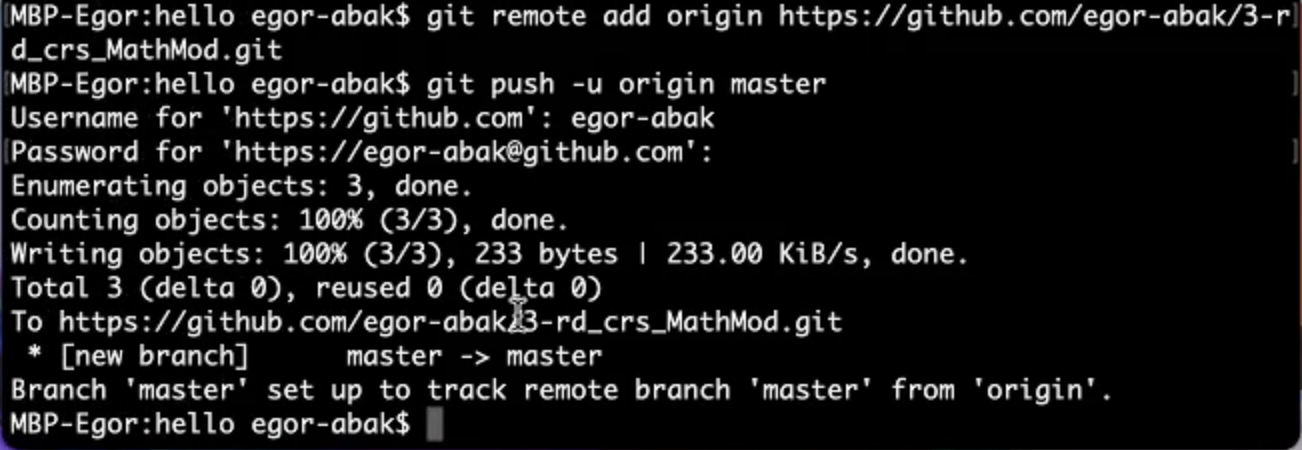 MBP-Egor:hello egor-abak$ git remote add origin https://github.com/egor-abak/3-r
d_crs_MathMod.git
MBP-Egor:hello egor-abak$ git push -u origin master
Username for 'https://github.com': egor-abak
Password for 'https://egor-abak@github.com':
Enumerating objects: 3, done.
Counting objects: 100% (3/3), done.
Writing objects: 100% (3/3), 233 bytes | 233.00 KiB/s, done.
Total 3 (delta 0), reused 0 (delta 0)
To https://github.com/egor-abak/3-rd_crs_MathMod.git
 * [new branch]      master -> master
Branch 'master' set up to track remote branch 'master' from 'origin'.
MBP-Egor:hello egor-abak$